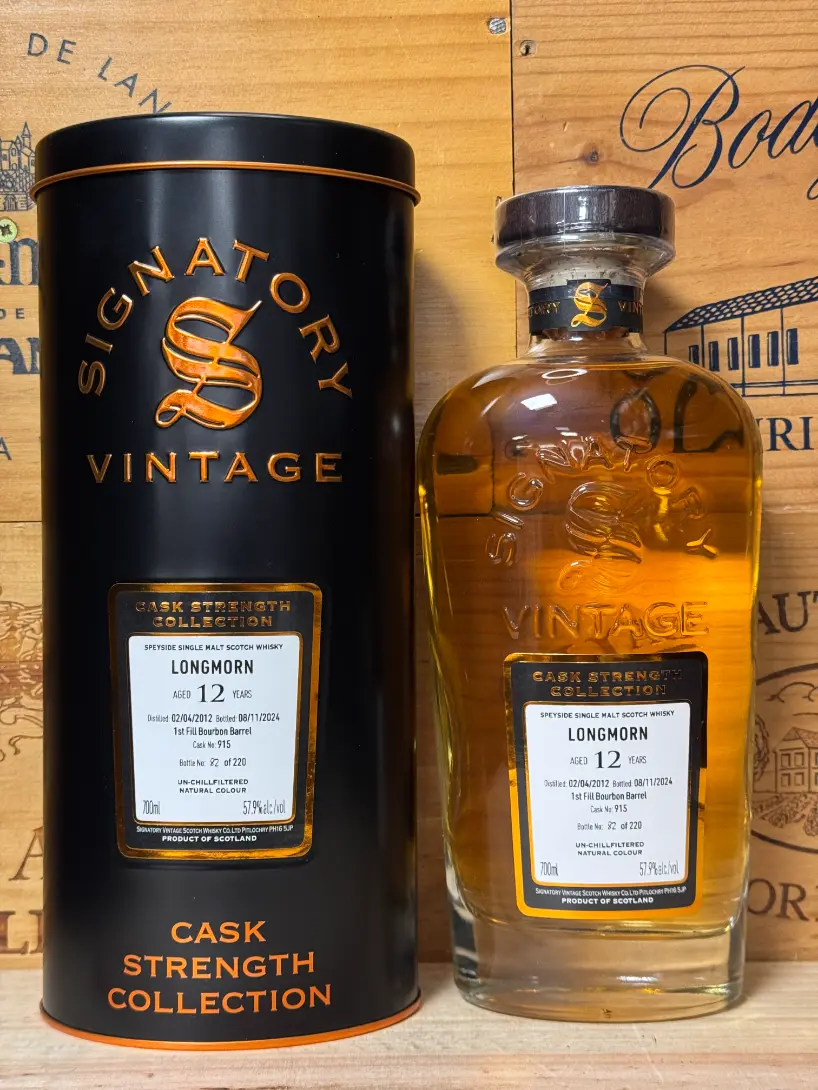 DE LAN
Bod
DE
AN
A
SIGNATORY
S
VINTAGE
CASK STRENGTH
COLLECTION
SPEYSIDE SINGLE MALT SCOTCH WHISKY
LONGMORN
AGED 12 YEARS
Distilled: 02/04/2012 Bottled: 08/11/2024
1st Fill Bourbon Barrel
Cask No: 915
Bottle No: 82 of 220
UN-CHILLFILTERED
NATURAL COLOUR
700ml 57.9%alc/vol
SIGNATORY VINTAGE SCOTCH WHISKY CO. LTD PITLOCHRY PH16 5JP
PRODUCT OF SCOTLAND
CASK
STRENGTH
COLLECTION
S
SIGNATORY
S
VINTAGE
CASK STRENGTH
COLLECTION
SPEYSIDE SINGLE MALT SCOTCH WHISKY
LONGMORN
AGED 12 YEARS
Distilled: 02/04/2012 Bottled: 08/11/2024
1st Fill Bourbon Barrel
Cask No: 915
Bottle No: 82 of 220
UN-CHILLFILTERED
NATURAL COLOUR
700ml 57.9%alc/vol
SIGNATORY VINTAGE SCOTCH WHISKY CO. LTD PITLOCHRY PH16 5JP
PRODUCT OF SCOTLAND